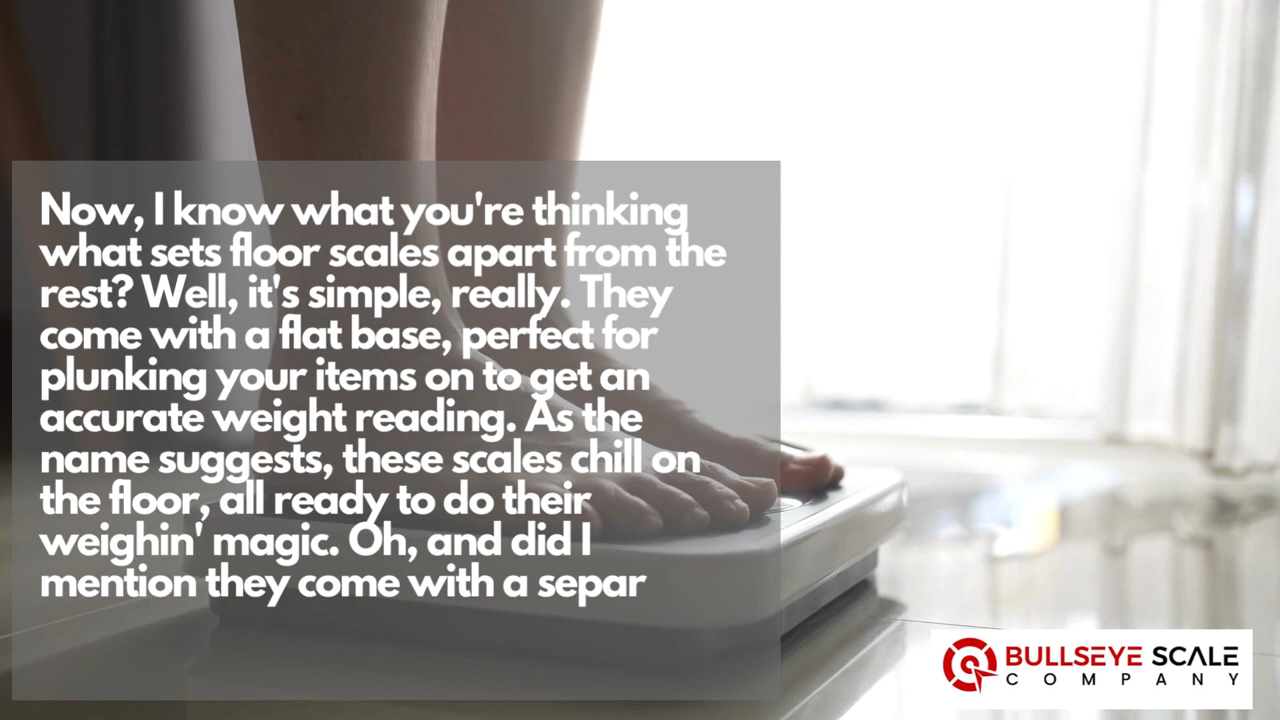 Now, I know what you're thinking
what sets floor scales apart from the
rest? Well, it's simple, really. They
come with a flat base, perfect for
plunking your items on to get an
accurate weight reading. As the
name suggests, these scales chill on
the floor, all ready to do their
weighin' magic. Oh, and did I
mention they come with a separ
BULLSEYE SCALE
COMPANY